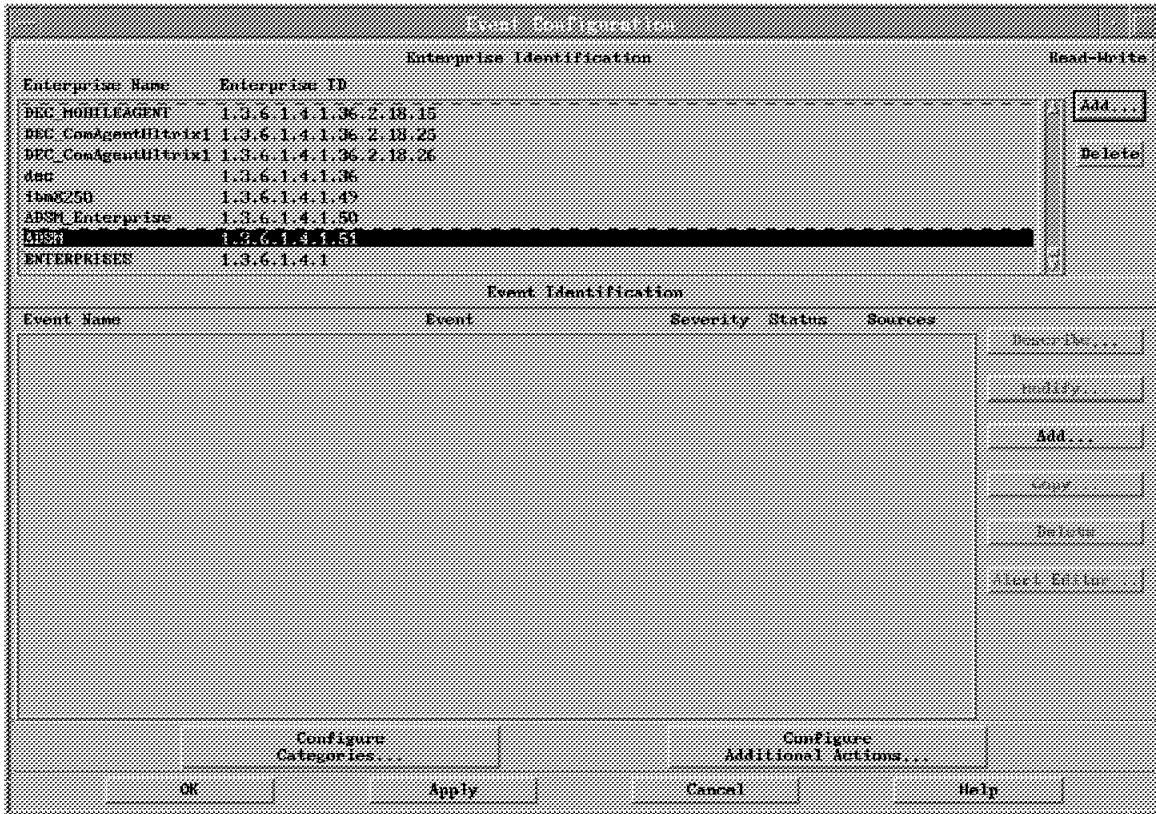 Event Configuration
Enterprise Identification
Read-Write
Enterprise Name Enterprise ID
DEC_MOBILEAGENT 1.3.6.1.4.1.36.2.18.15
DEC_ComAgentUltrix1 1.3.6.1.4.1.36.2.18.25
DEC_ComAgentUltrix1 1.3.6.1.4.1.36.2.18.26
dec 1.3.6.1.4.1.36
ibm8250 1.3.6.1.4.1.49
ADSM_Enterprise 1.3.6.1.4.1.50
ADSM 1.3.6.1.4.1.51
ENTERPRISES 1.3.6.1.4.1
Add...
Delete
Event Identification
Event Name Event Severity Status Sources
Describe...
Modify...
Add...
Copy...
Delete
Alert Editor...
Configure
Categories...
Configure
Additional Actions...
OK Apply Cancel Help